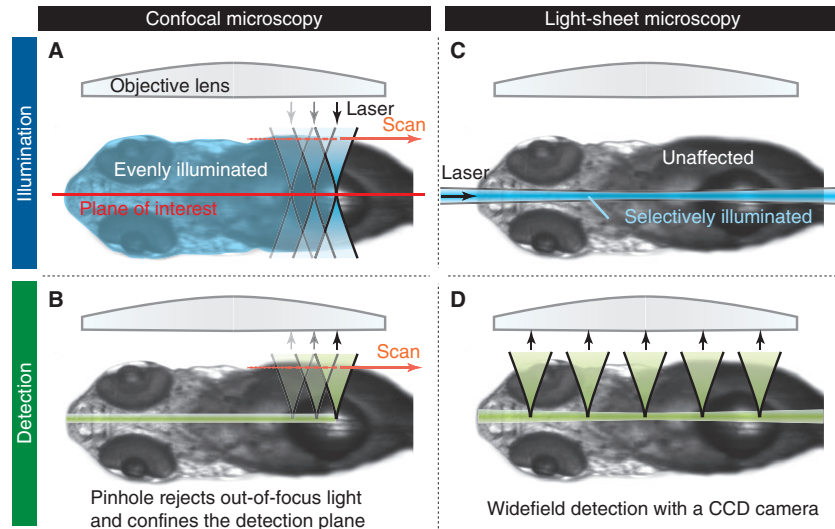 Confocal microscopy
Light-sheet microscopy
Illumination
A
Objective lens
Laser
Scan
Evenly illuminated
Plane of interest
C
Unaffected
Laser
Selectively illuminated
Detection
B
Scan
Pinhole rejects out-of-focus light
and confines the detection plane
D
Widefield detection with a CCD camera